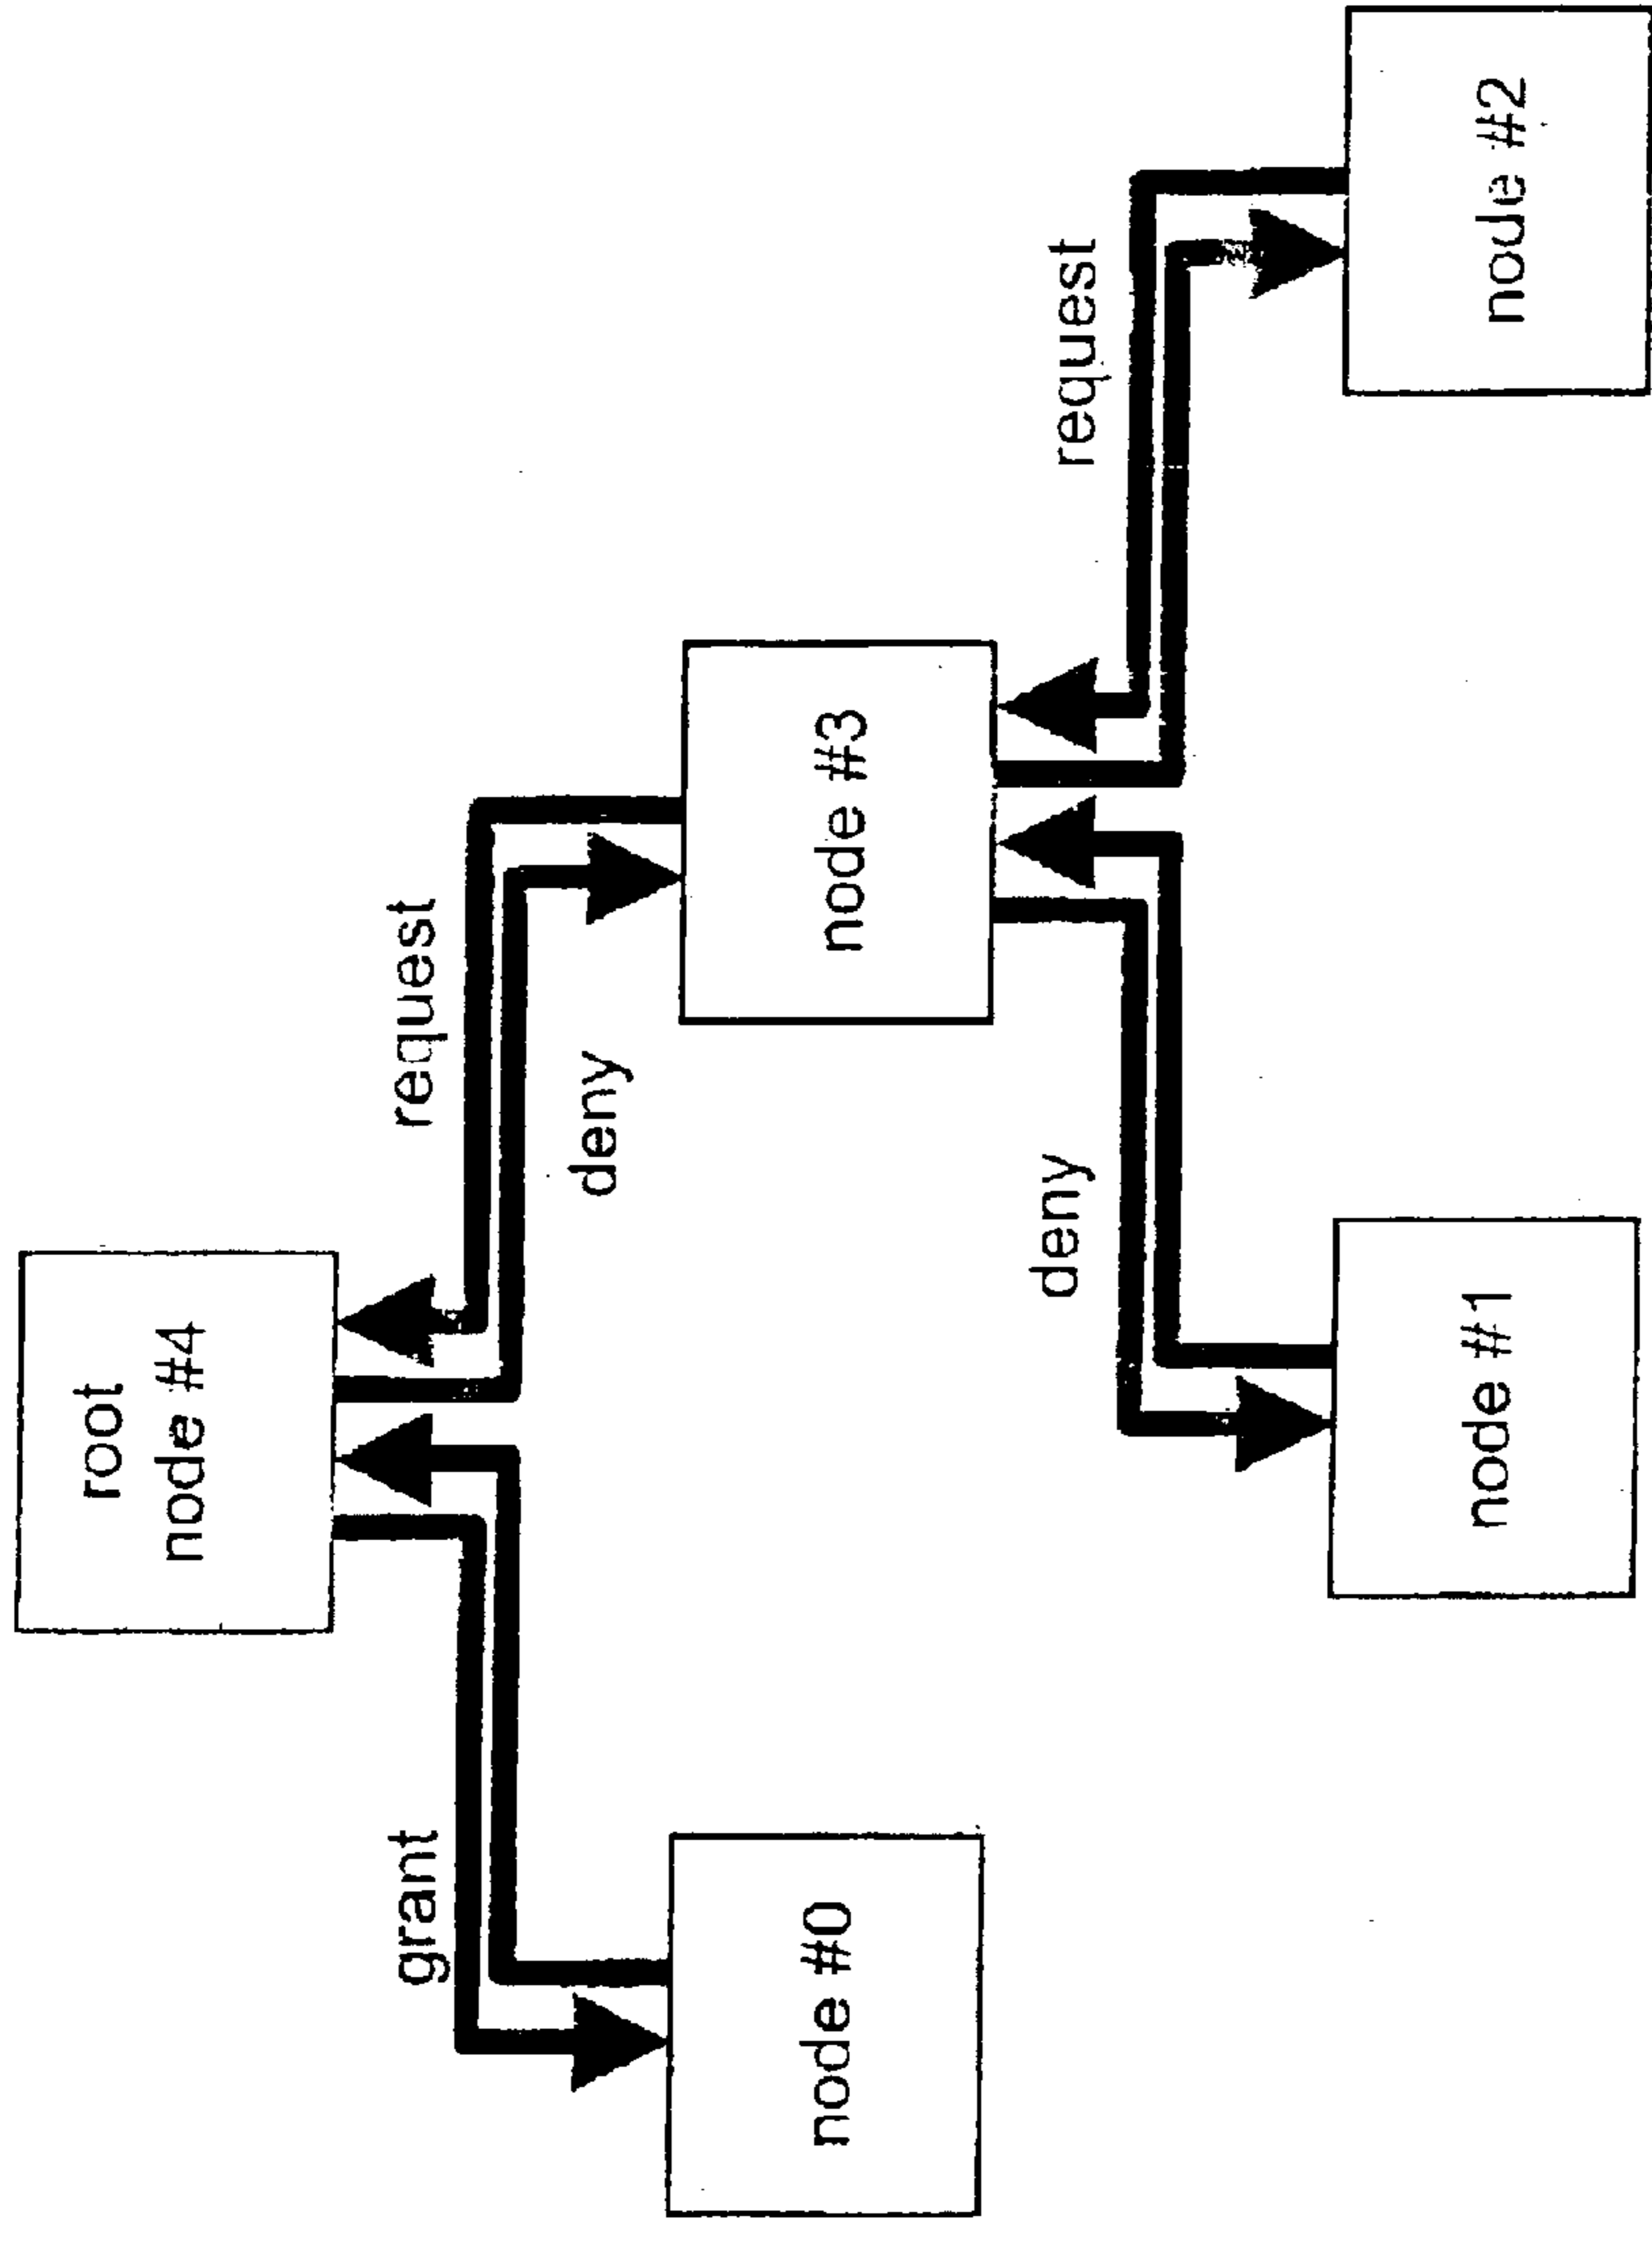 root
node #4
grant
request
deny
node #0
node #3
deny
request
node #1
node #2